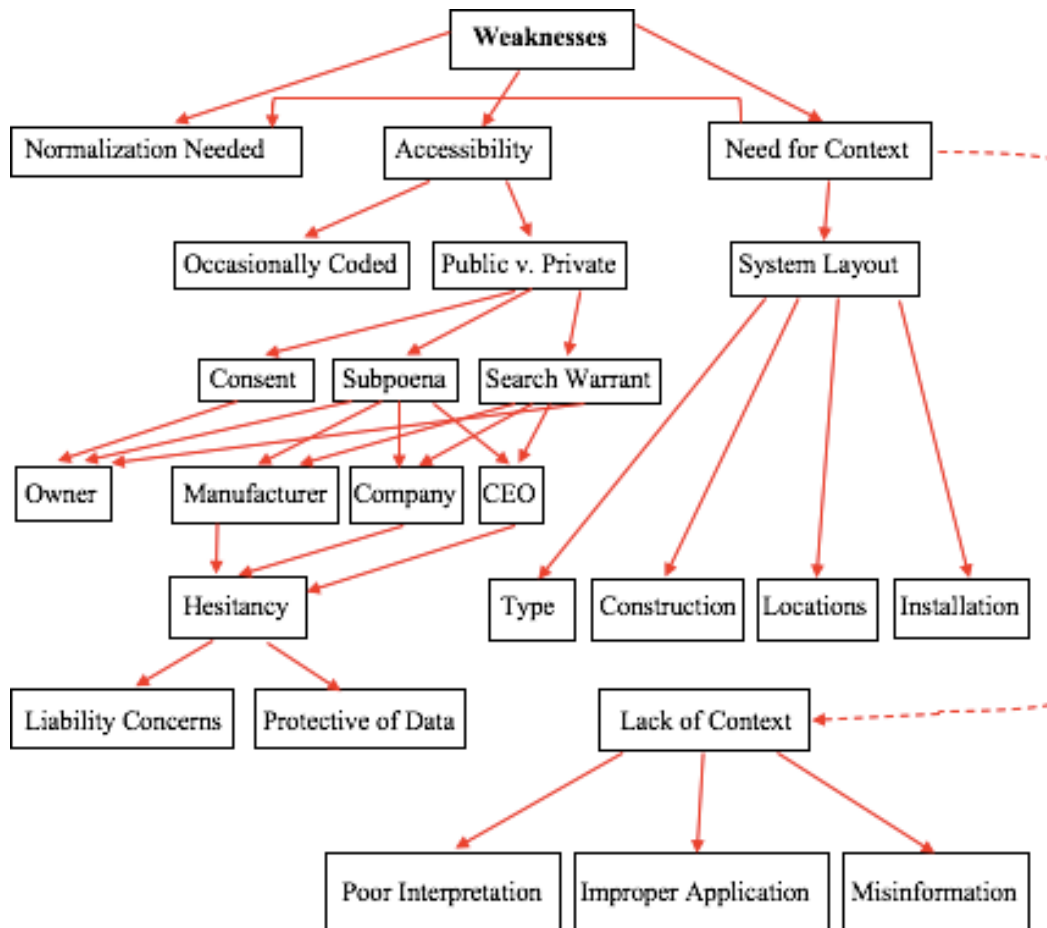 Weaknesses
Normalization Needed
Accessibility
Need for Context
Occasionally Coded
Public v. Private
System Layout
Consent
Subpoena
Search Warrant
Owner
Manufacturer
Company
CEO
Hesitancy
Type
Construction
Locations
Installation
Liability Concerns
Protective of Data
Lack of Context
Poor Interpretation
Improper Application
Misinformation